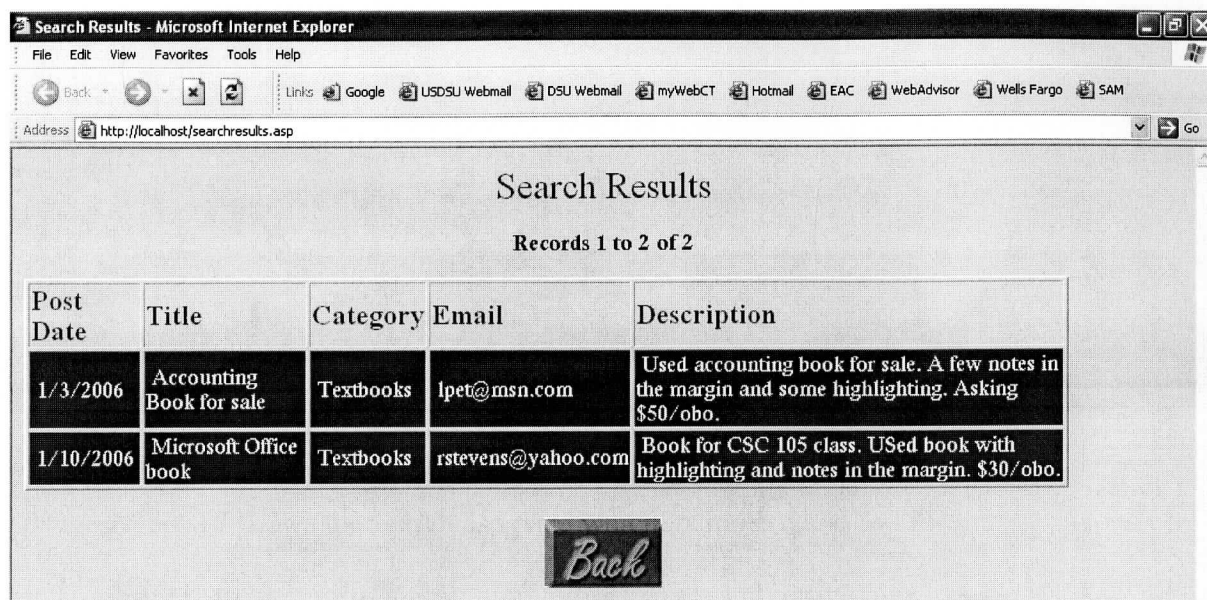 Search Results - Microsoft Internet Explorer
File Edit View Favorites Tools Help
Back Links Google USDSU Webmail DSU Webmail myWebCT Hotmail EAC WebAdvisor Wells Fargo SAM
Address http://localhost/searchresults.asp Go
Search Results
Records 1 to 2 of 2
Post
Date
Title
Category
Email
Description
1/3/2006
Accounting
Book for sale
Textbooks
lpet@msn.com
Used accounting book for sale. A few notes in
the margin and some highlighting. Asking
$50/obo.
1/10/2006
Microsoft Office
book
Textbooks
rstevens@yahoo.com
Book for CSC 105 class. USed book with
highlighting and notes in the margin. $30/obo.
Back